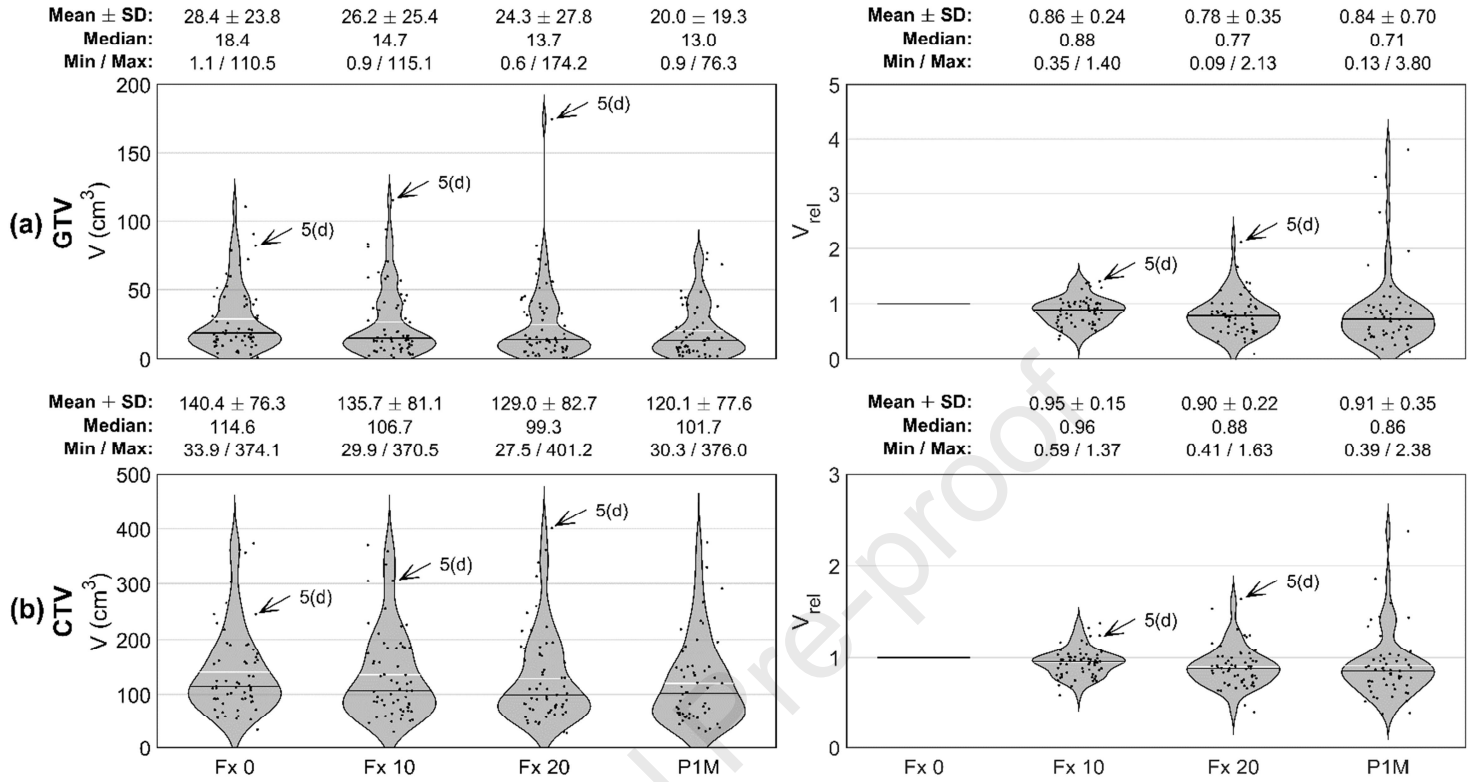 Mean ± SD: 28.4 ± 23.8 26.2 ± 25.4 24.3 ± 27.8 20.0 ± 19.3
Median: 18.4 14.7 13.7 13.0
Min / Max: 1.1 / 110.5 0.9 / 115.1 0.6 / 174.2 0.9 / 76.3
Mean ± SD: 0.86 ± 0.24 0.78 ± 0.35 0.84 ± 0.70
Median: 0.88 0.77 0.71
Min / Max: 0.35 / 1.40 0.09 / 2.13 0.13 / 3.80
(a) GTV
V (cm³)
200
150
100
50
0
5(d)
5(d)
5(d)
V_rel
5
4
3
2
1
0
5(d)
5(d)
Mean ± SD: 140.4 ± 76.3 135.7 ± 81.1 129.0 ± 82.7 120.1 ± 77.6
Median: 114.6 106.7 99.3 101.7
Min / Max: 33.9 / 374.1 29.9 / 370.5 27.5 / 401.2 30.3 / 376.0
Mean ± SD: 0.95 ± 0.15 0.90 ± 0.22 0.91 ± 0.35
Median: 0.96 0.88 0.86
Min / Max: 0.59 / 1.37 0.41 / 1.63 0.39 / 2.38
(b) CTV
V (cm³)
500
400
300
200
100
0
5(d)
5(d)
5(d)
Fx 0 Fx 10 Fx 20 P1M
V_rel
3
2
1
0
5(d)
5(d)
Fx 0 Fx 10 Fx 20 P1M
Pre-proof